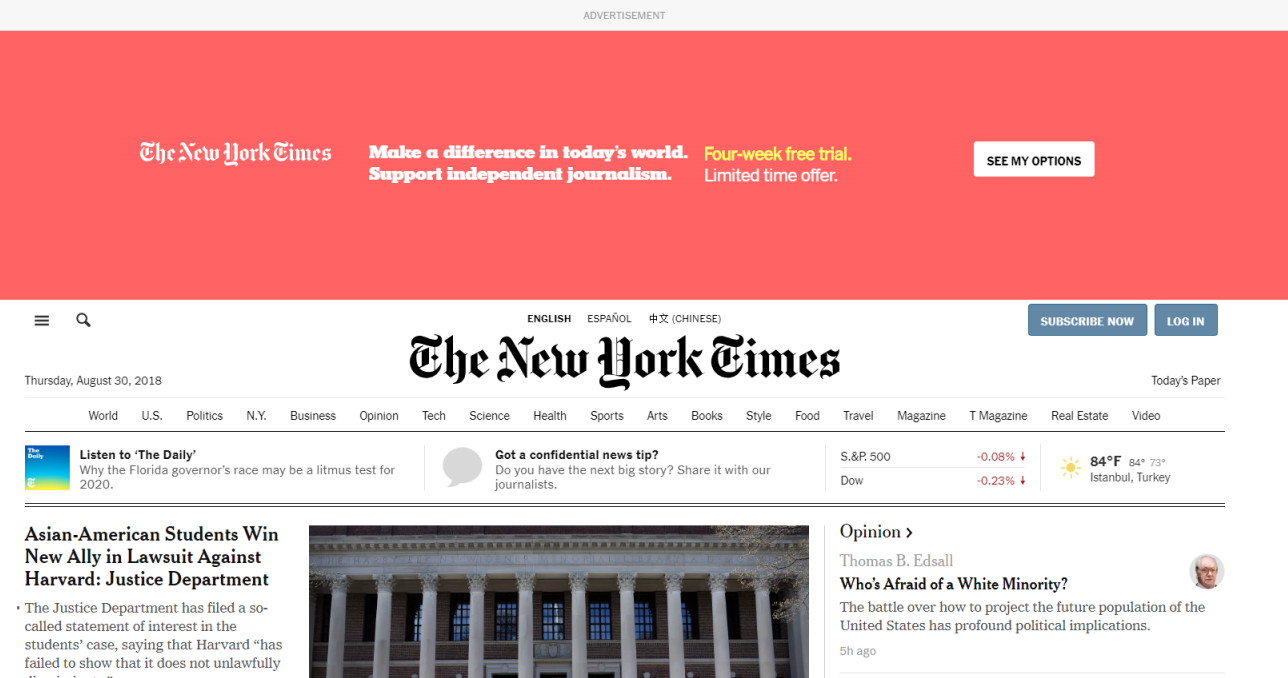 ADVERTISEMENT
The New York Times
Make a difference in today's world.
Support independent journalism.
Four-week free trial.
Limited time offer.
SEE MY OPTIONS
ENGLISH ESPAÑOL 中文 (CHINESE)
SUBSCRIBE NOW LOG IN
The New York Times
Thursday, August 30, 2018
Today's Paper
World U.S. Politics N.Y. Business Opinion Tech Science Health Sports Arts Books Style Food Travel Magazine T Magazine Real Estate Video
The
Daily
Listen to ‘The Daily’
Why the Florida governor's race may be a litmus test for
2020.
Got a confidential news tip?
Do you have the next big story? Share it with our
journalists.
S.&P. 500 -0.08%
Dow -0.23%
84°F 84° 73°
Istanbul, Turkey
Asian-American Students Win
New Ally in Lawsuit Against
Harvard: Justice Department
The Justice Department has filed a so-
called statement of interest in the
students’ case, saying that Harvard “has
failed to show that it does not unlawfully
Opinion
Thomas B. Edsall
Who's Afraid of a White Minority?
The battle over how to project the future population of the
United States has profound political implications.
5h ago